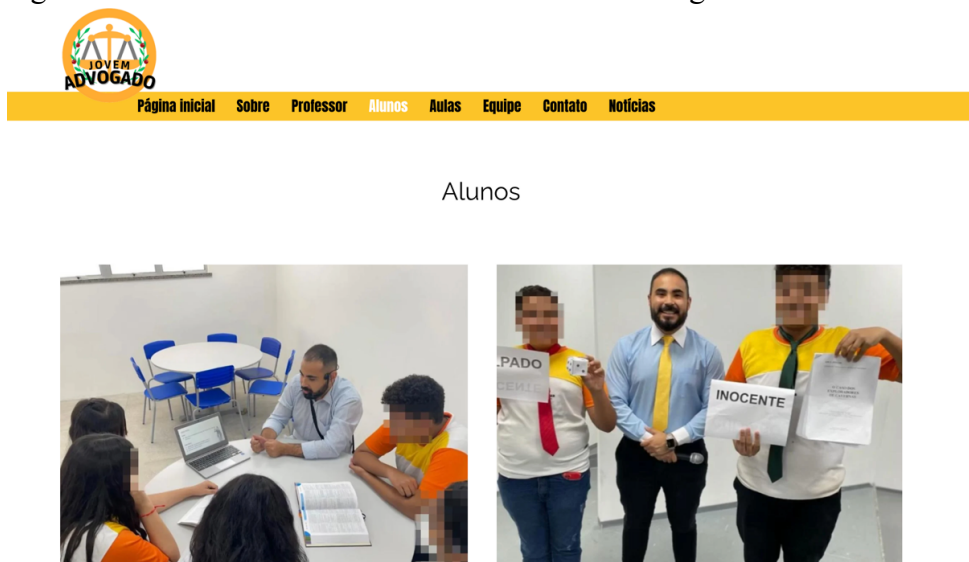 JOVEM
ADVOGADO
Página inicial Sobre Professor Alunos Aulas Equipe Contato Notícias
Alunos
LPADO
INOCENTE